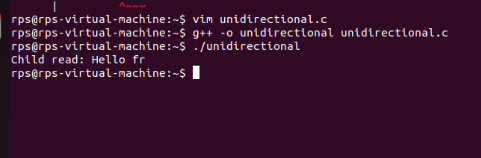 |     ^~~~
rps@rps-virtual-machine:~$ vim unidirectional.c
rps@rps-virtual-machine:~$ g++ -o unidirectional unidirectional.c
rps@rps-virtual-machine:~$ ./unidirectional
Child read: Hello fr
rps@rps-virtual-machine:~$